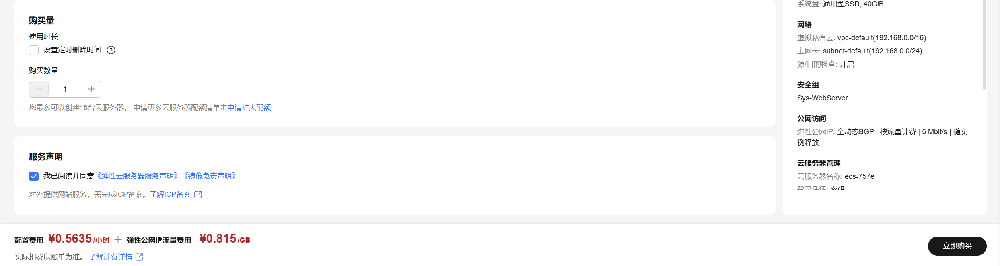 购买量
使用时长
设置定时删除时间
购买数量
1
您最多可以创建15台云服务器。 申请更多云服务器配额请单击申请扩大配额
服务声明
我已阅读并同意《弹性云服务器服务声明》《镜像免责声明》
对外提供网站服务，需完成ICP备案。了解ICP备案
系统盘: 通用型SSD, 40GiB
网络
虚拟私有云: vpc-default(192.168.0.0/16)
主网卡: subnet-default(192.168.0.0/24)
源/目的检查: 开启
安全组
Sys-WebServer
公网访问
弹性公网IP: 全动态BGP | 按流量计费 | 5 Mbit/s | 随实
例释放
云服务器管理
云服务器名称: ecs-757e
登录凭证: 密码
配置费用 ¥0.5635/小时 + 弹性公网IP流量费用 ¥0.815/GB
实际扣费以账单为准。 了解计费详情
立即购买